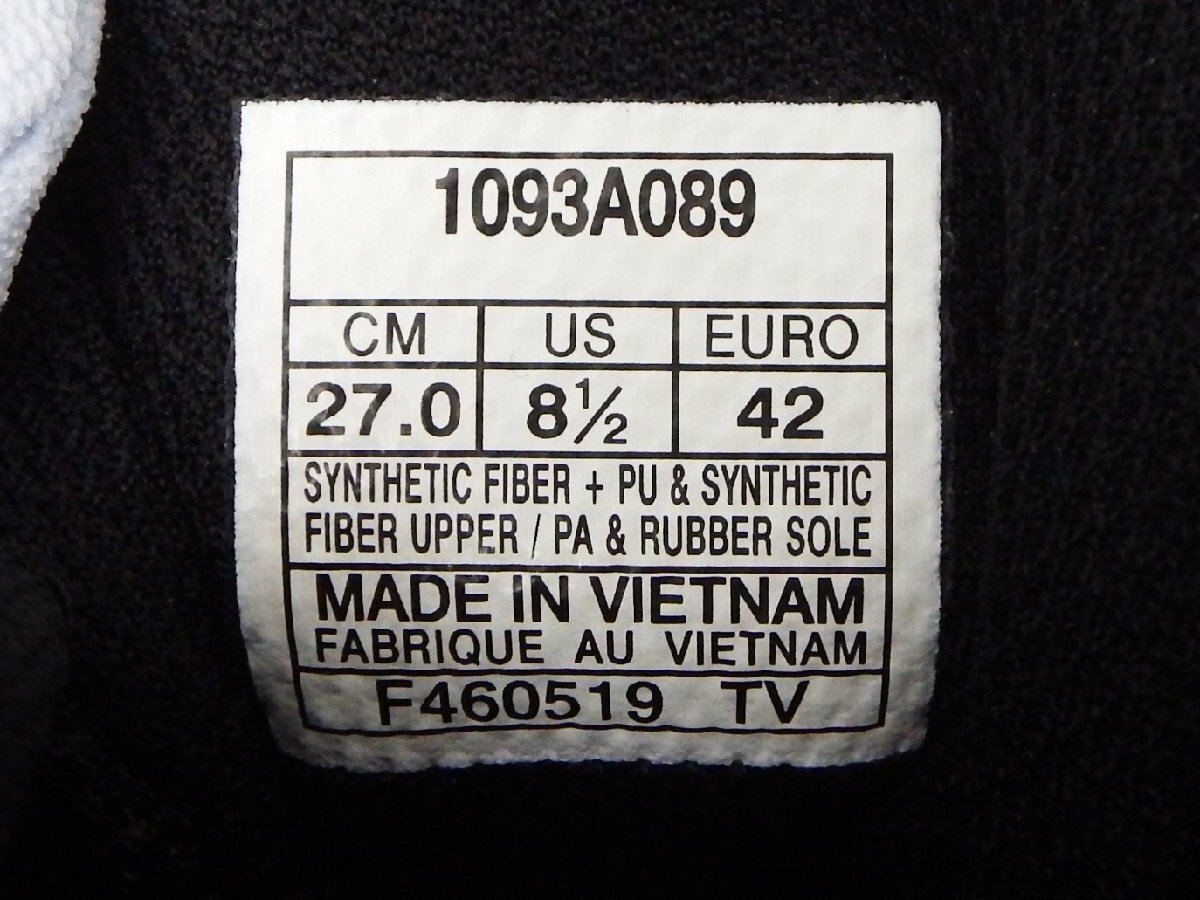 1093A089
CM US EURO
27.0 8½ 42
SYNTHETIC FIBER + PU & SYNTHETIC
FIBER UPPER / PA & RUBBER SOLE
MADE IN VIETNAM
FABRIQUE AU VIETNAM
F460519 TV